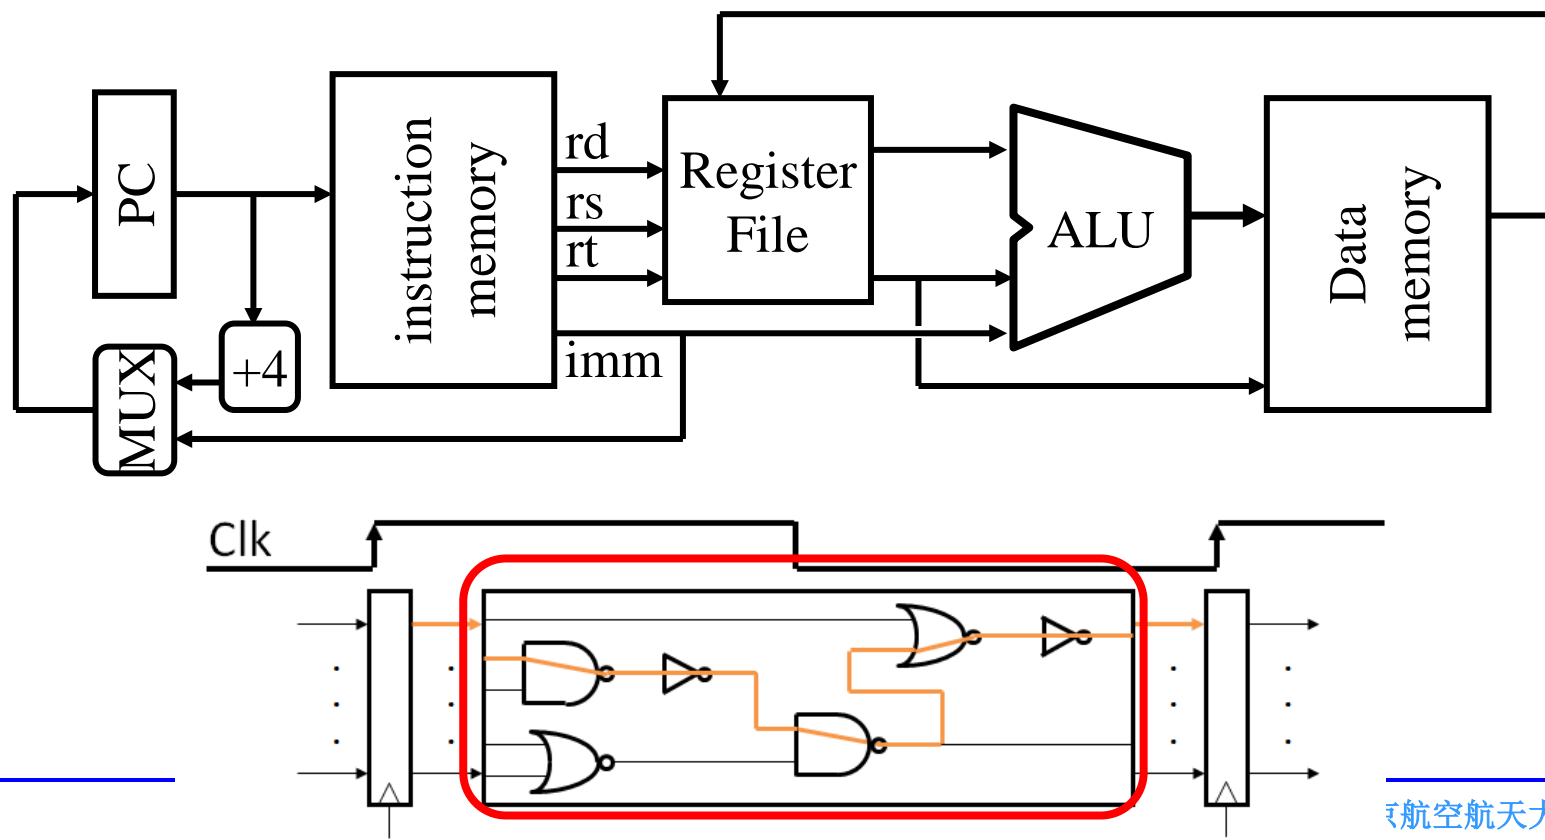 PC
instruction
memory
rd
rs
rt
imm
Register
File
ALU
Data
memory
+4
MUX
Clk
航空航天